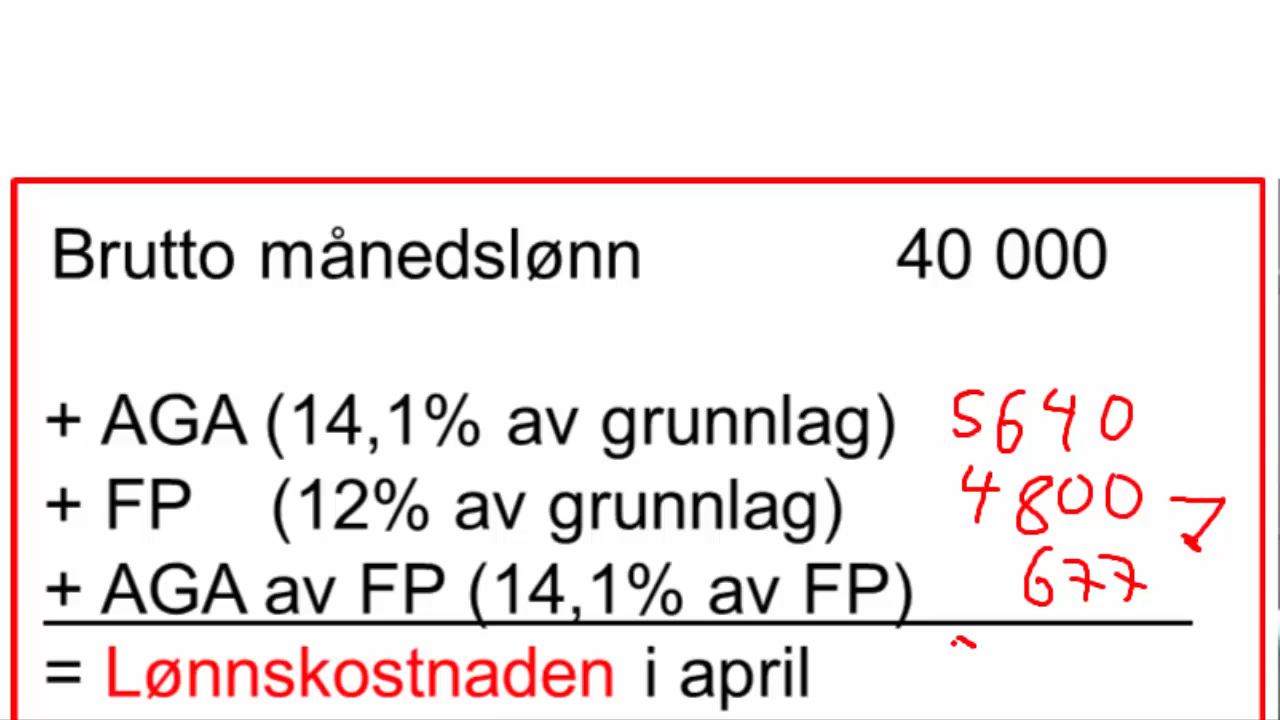 Brutto månedslønn 40 000
+ AGA (14,1% av grunnlag) 5640
+ FP (12% av grunnlag) 4800
+ AGA av FP (14,1% av FP) 677
= Lønnskostnaden i april